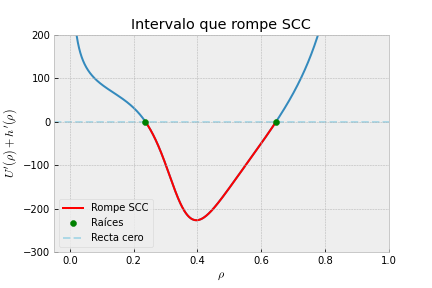 Intervalo que rompe SCC
200
100
0
−100
−200
−300
U'(ρ) + h'(ρ)
Rompe SCC
Raíces
Recta cero
0.0 0.2 0.4 0.6 0.8 1.0
ρ